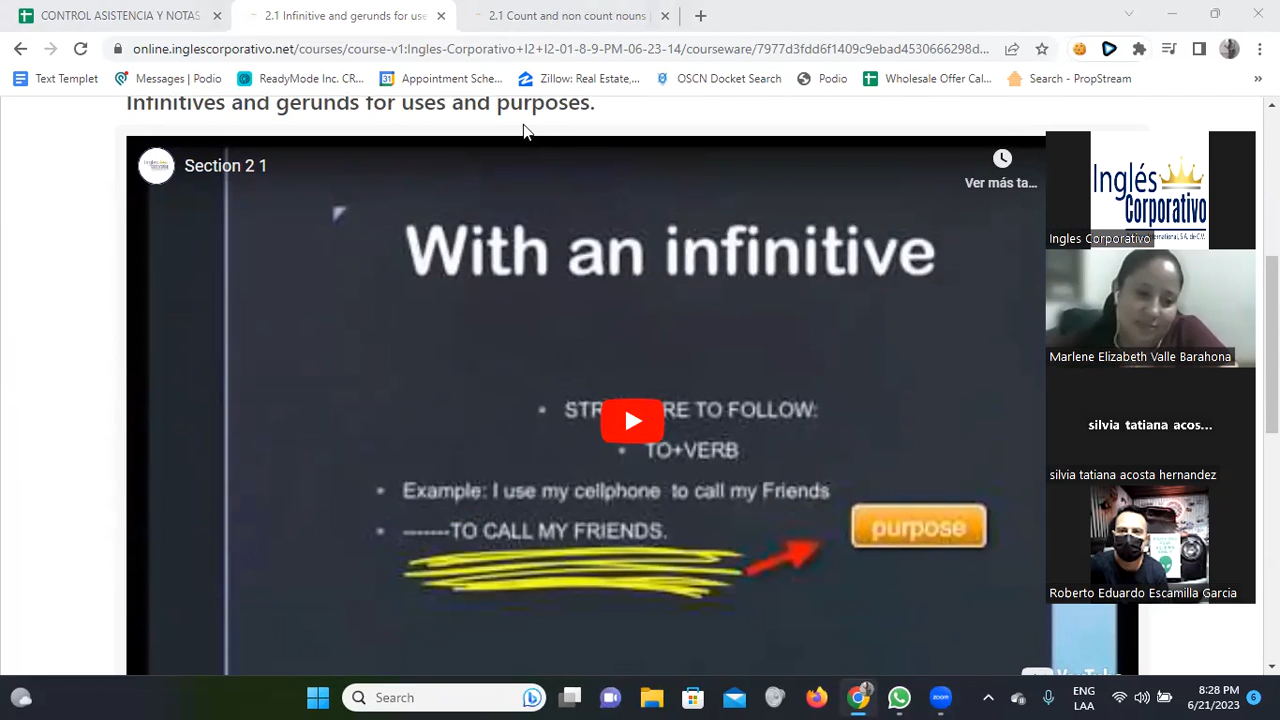 CONTROL ASISTENCIA Y NOTAS
2.1 Infinitive and gerunds for use
2.1 Count and non count nouns
online.inglescorporativo.net/courses/course-v1:Ingles-Corporativo+I2+I2-01-8-9-PM-06-23-14/courseware/7977d3fdd6f1409c9ebad4530666298d...
Text Templet
Messages | Podio
ReadyMode Inc. CR...
Appointment Sche...
Zillow: Real Estate,...
OSCN Docket Search
Podio
Wholesale Offer Cal...
Search - PropStream
Infinitives and gerunds for uses and purposes.
Section 2 1
Ver más ta...
With an infinitive
TO FOLLOW:
TO+VERB
Example: I use my cellphone to call my Friends
-------TO CALL MY FRIENDS.
purpose
Inglés
Corporativo
Ingles Corporativo
Marlene Elizabeth Valle Barahona
silvia tatiana acos...
silvia tatiana acosta hernandez
Roberto Eduardo Escamilla Garcia
Search
ENG
LAA
8:28 PM
6/21/2023
6